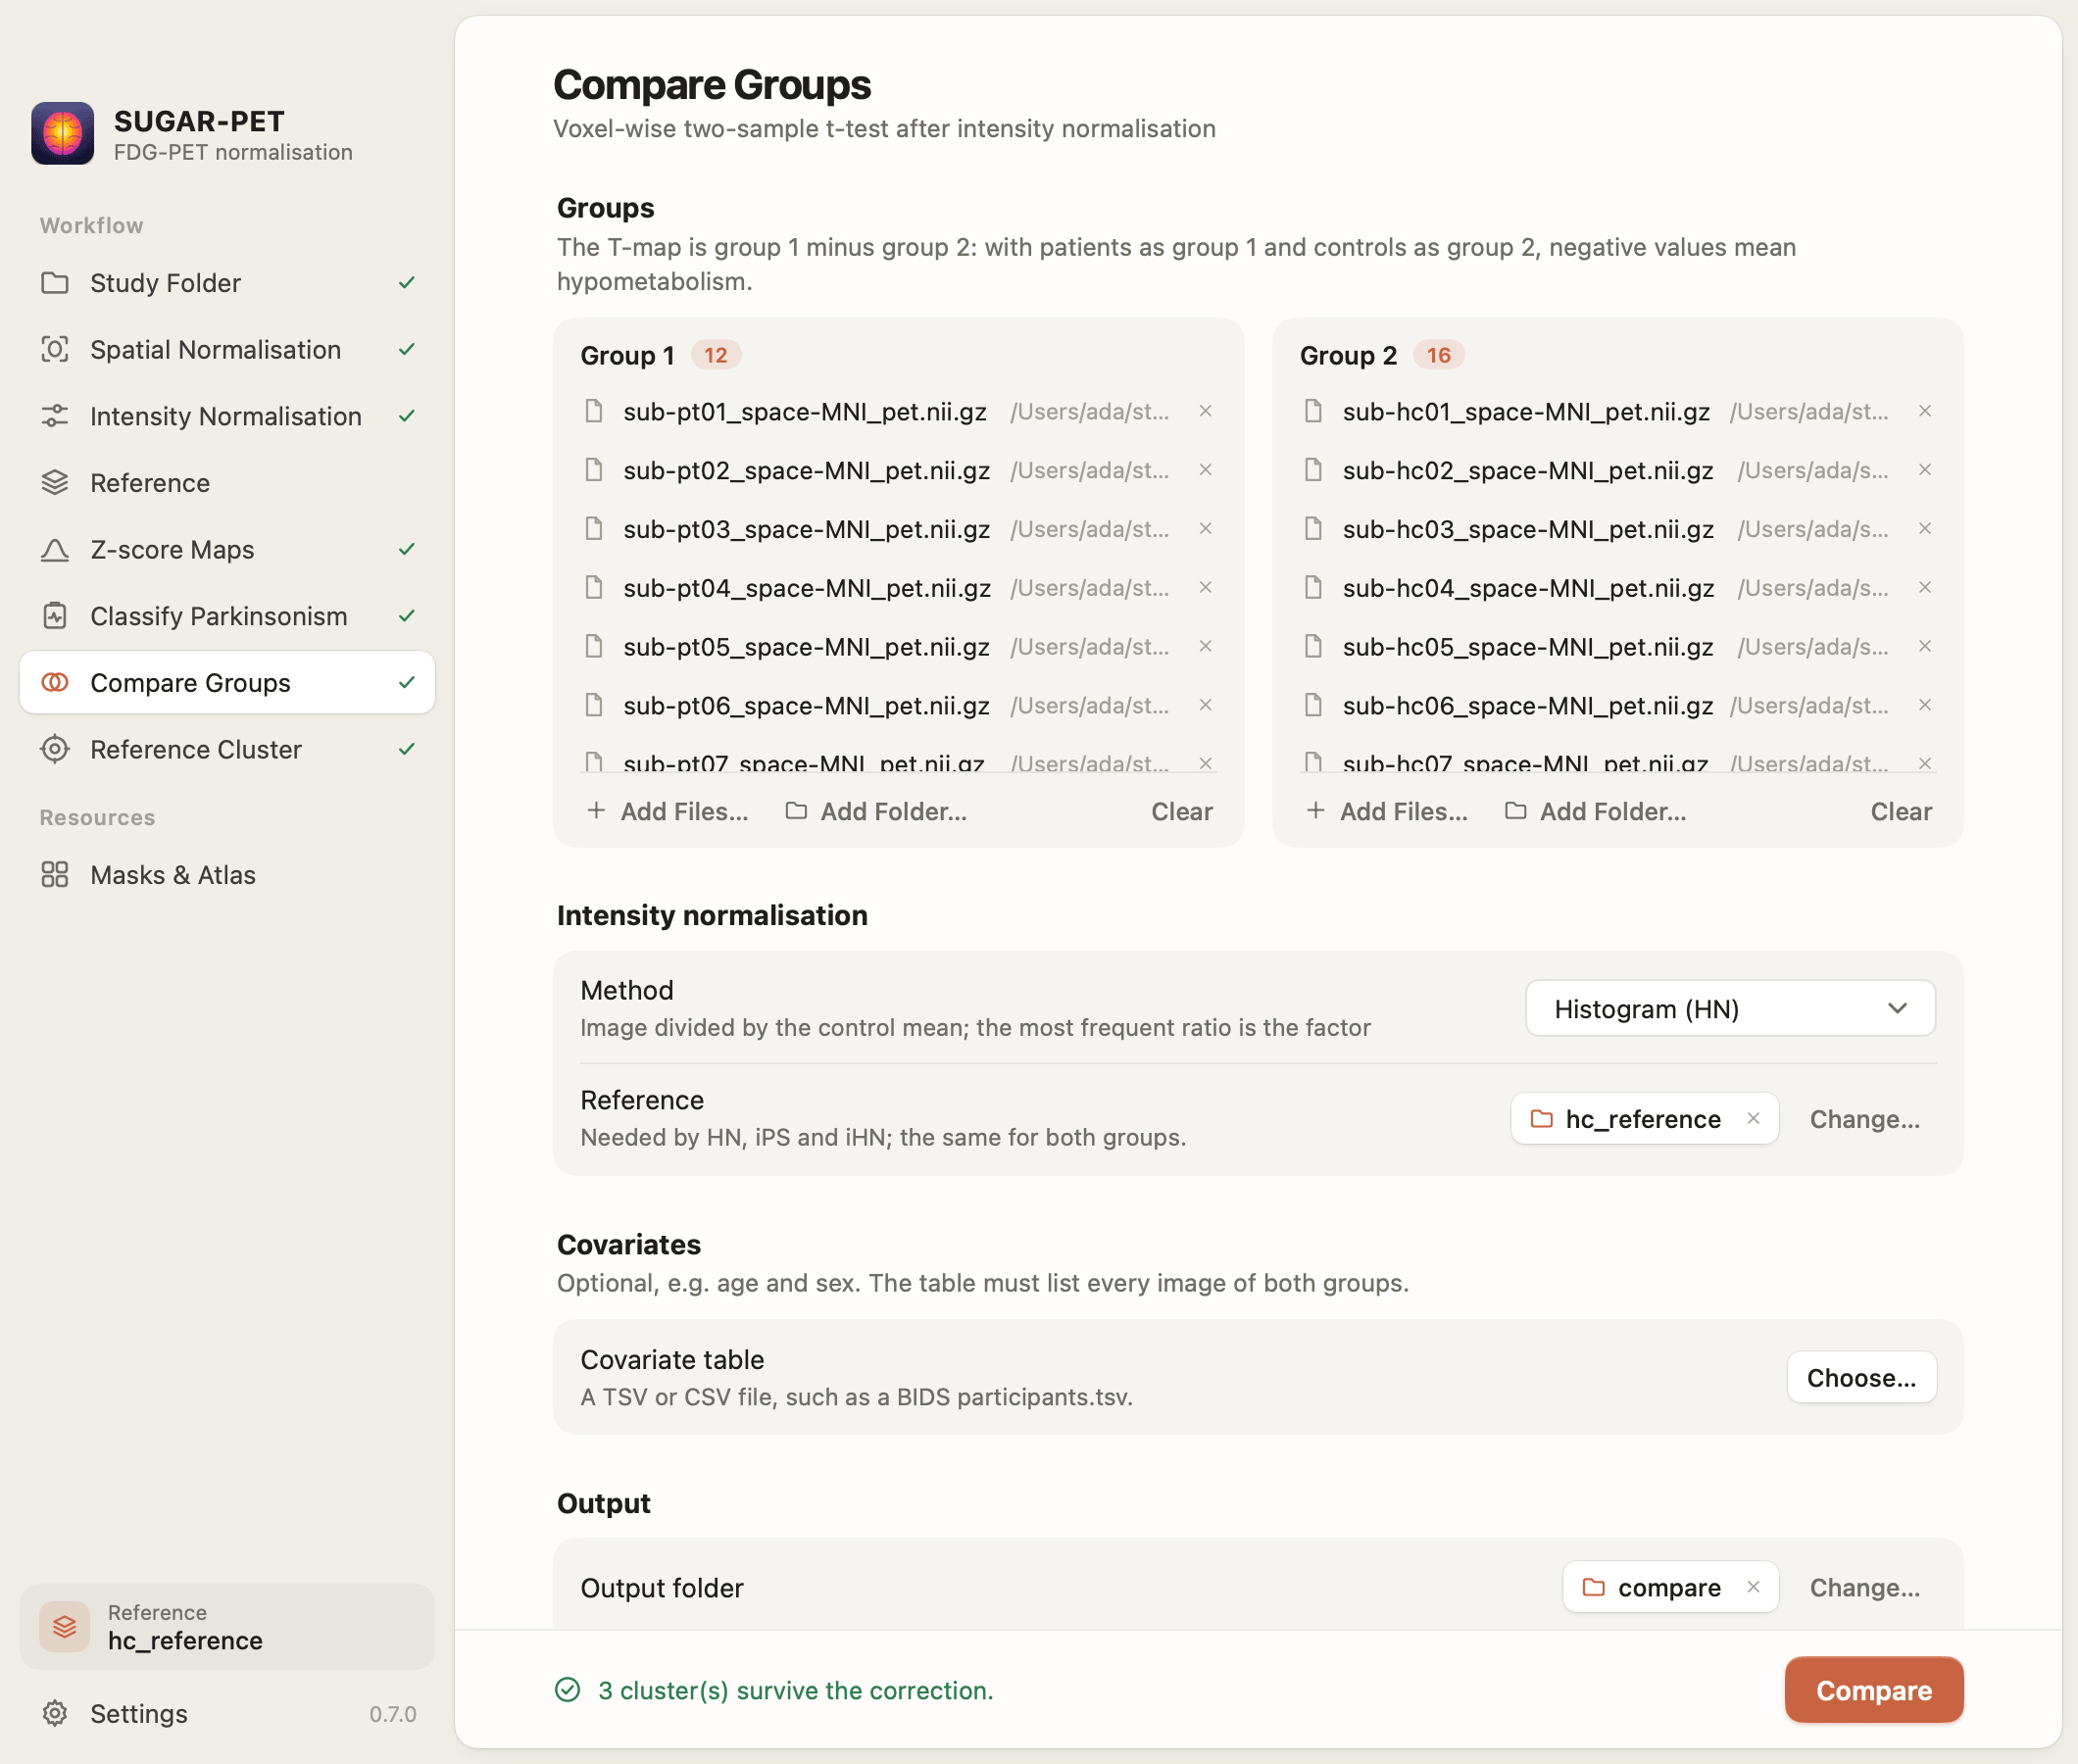 SUGAR-PET
FDG-PET normalisation
Workflow
Study Folder
Spatial Normalisation
Intensity Normalisation
Reference
Z-score Maps
Classify Parkinsonism
Compare Groups
Reference Cluster
Resources
Masks & Atlas
Reference
hc_reference
Settings 0.7.0
Compare Groups
Voxel-wise two-sample t-test after intensity normalisation
Groups
The T-map is group 1 minus group 2: with patients as group 1 and controls as group 2, negative values mean
hypometabolism.
Group 1 12
sub-pt01_space-MNI_pet.nii.gz /Users/ada/st...
sub-pt02_space-MNI_pet.nii.gz /Users/ada/st...
sub-pt03_space-MNI_pet.nii.gz /Users/ada/st...
sub-pt04_space-MNI_pet.nii.gz /Users/ada/st...
sub-pt05_space-MNI_pet.nii.gz /Users/ada/st...
sub-pt06_space-MNI_pet.nii.gz /Users/ada/st...
sub-pt07_space-MNI_pet.nii.gz /Users/ada/st...
Add Files... Add Folder... Clear
Group 2 16
sub-hc01_space-MNI_pet.nii.gz /Users/ada/st...
sub-hc02_space-MNI_pet.nii.gz /Users/ada/s...
sub-hc03_space-MNI_pet.nii.gz /Users/ada/s...
sub-hc04_space-MNI_pet.nii.gz /Users/ada/s...
sub-hc05_space-MNI_pet.nii.gz /Users/ada/s...
sub-hc06_space-MNI_pet.nii.gz /Users/ada/st...
sub-hc07_space-MNI_pet.nii.gz /Users/ada/st...
Add Files... Add Folder... Clear
Intensity normalisation
Method
Image divided by the control mean; the most frequent ratio is the factor
Histogram (HN)
Reference
Needed by HN, iPS and iHN; the same for both groups.
hc_reference Change...
Covariates
Optional, e.g. age and sex. The table must list every image of both groups.
Covariate table
A TSV or CSV file, such as a BIDS participants.tsv.
Choose...
Output
Output folder compare Change...
3 cluster(s) survive the correction.
Compare